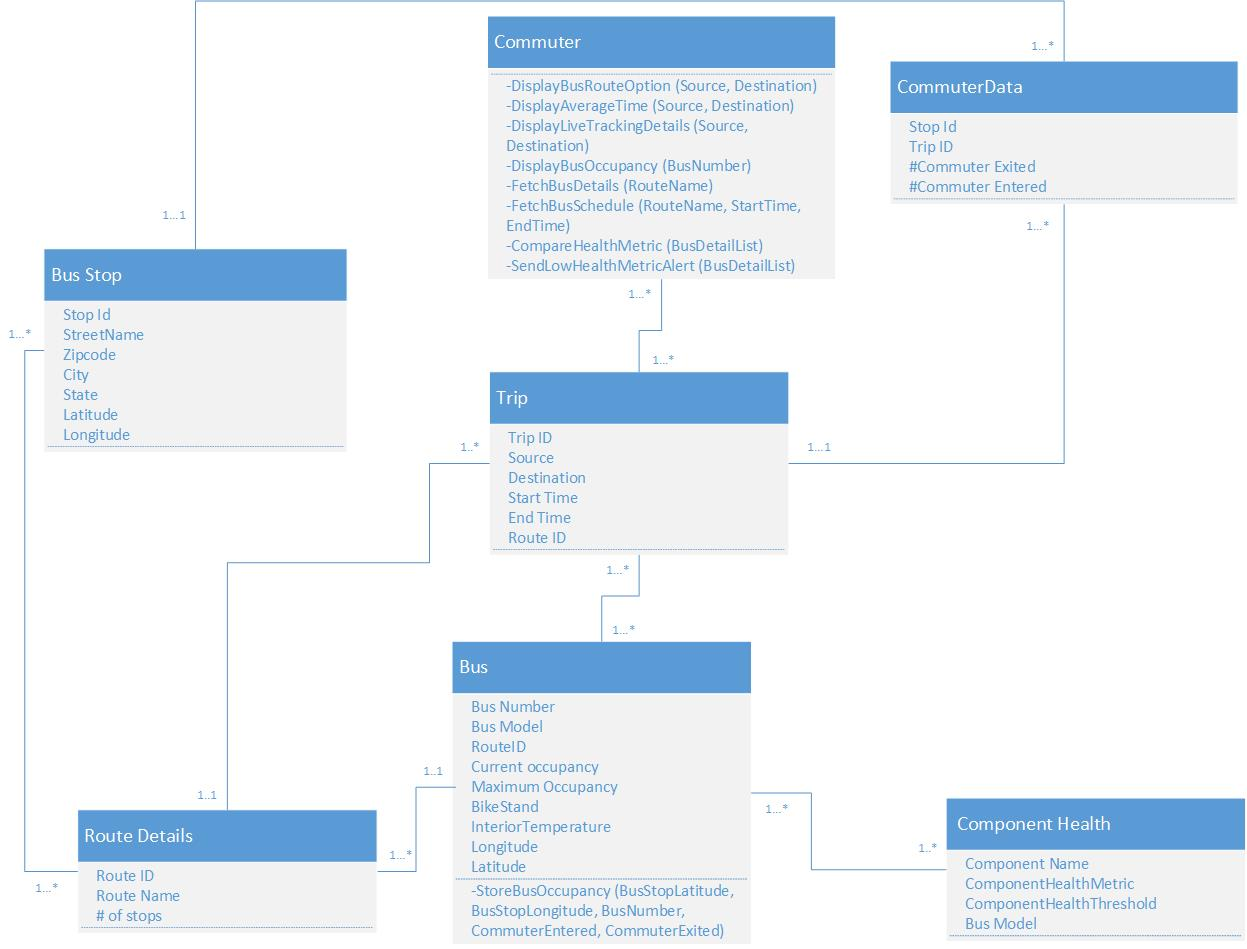 Commuter
-DisplayBusRouteOption (Source, Destination)
-DisplayAverageTime (Source, Destination)
-DisplayLiveTrackingDetails (Source,
Destination)
-DisplayBusOccupancy (BusNumber)
-FetchBusDetails (RouteName)
-FetchBusSchedule (RouteName, StartTime,
EndTime)
-CompareHealthMetric (BusDetailList)
-SendLowHealthMetricAlert (BusDetailList)
1...*
1...*
CommuterData
Stop Id
Trip ID
#Commuter Exited
#Commuter Entered
1...*
1...1
Bus Stop
Stop Id
StreetName
Zipcode
City
State
Latitude
Longitude
1...*
1...*
Trip
Trip ID
Source
Destination
Start Time
End Time
Route ID
1..*
1...1
1...*
1...*
Bus
Bus Number
Bus Model
RouteID
Current occupancy
Maximum Occupancy
BikeStand
InteriorTemperature
Longitude
Latitude
-StoreBusOccupancy (BusStopLatitude,
BusStopLongitude, BusNumber,
CommuterEntered, CommuterExited)
1..1
1..1
1...*
1...*
Route Details
Route ID
Route Name
# of stops
1...*
1..*
Component Health
Component Name
ComponentHealthMetric
ComponentHealthThreshold
Bus Model